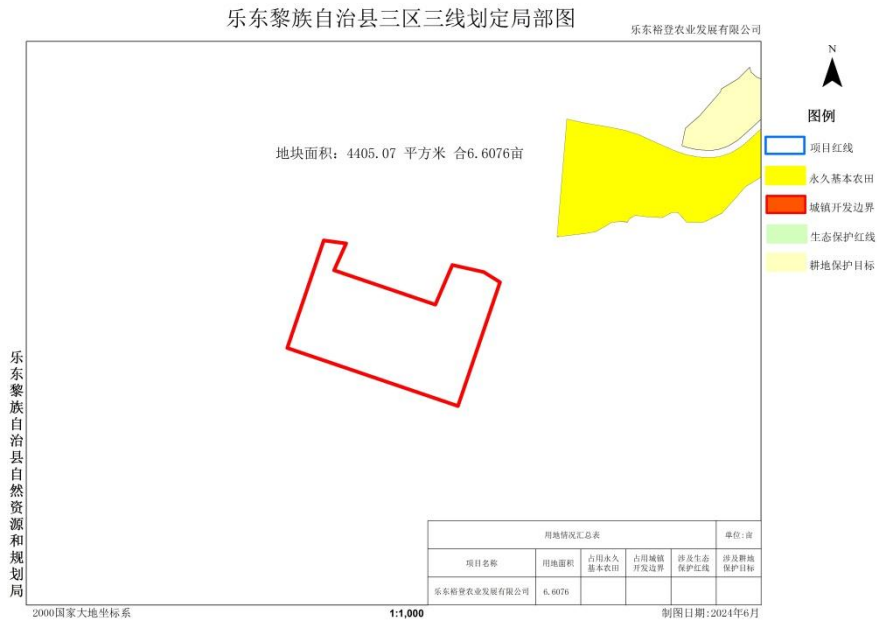 乐东黎族自治县三区三线划定局部图
乐东裕登农业发展有限公司
N
图例
项目红线
永久基本农田
城镇开发边界
生态保护红线
耕地保护目标
地块面积：4405.07 平方米 合6.6076亩
乐东黎族自治县自然资源和规划局
用地情况汇总表 单位:亩
项目名称 用地面积 占用永久基本农田 占用城镇开发边界 涉及生态保护红线 涉及耕地保护目标
乐东裕登农业发展有限公司 6.6076
2000国家大地坐标系 1:1,000 制图日期:2024年6月